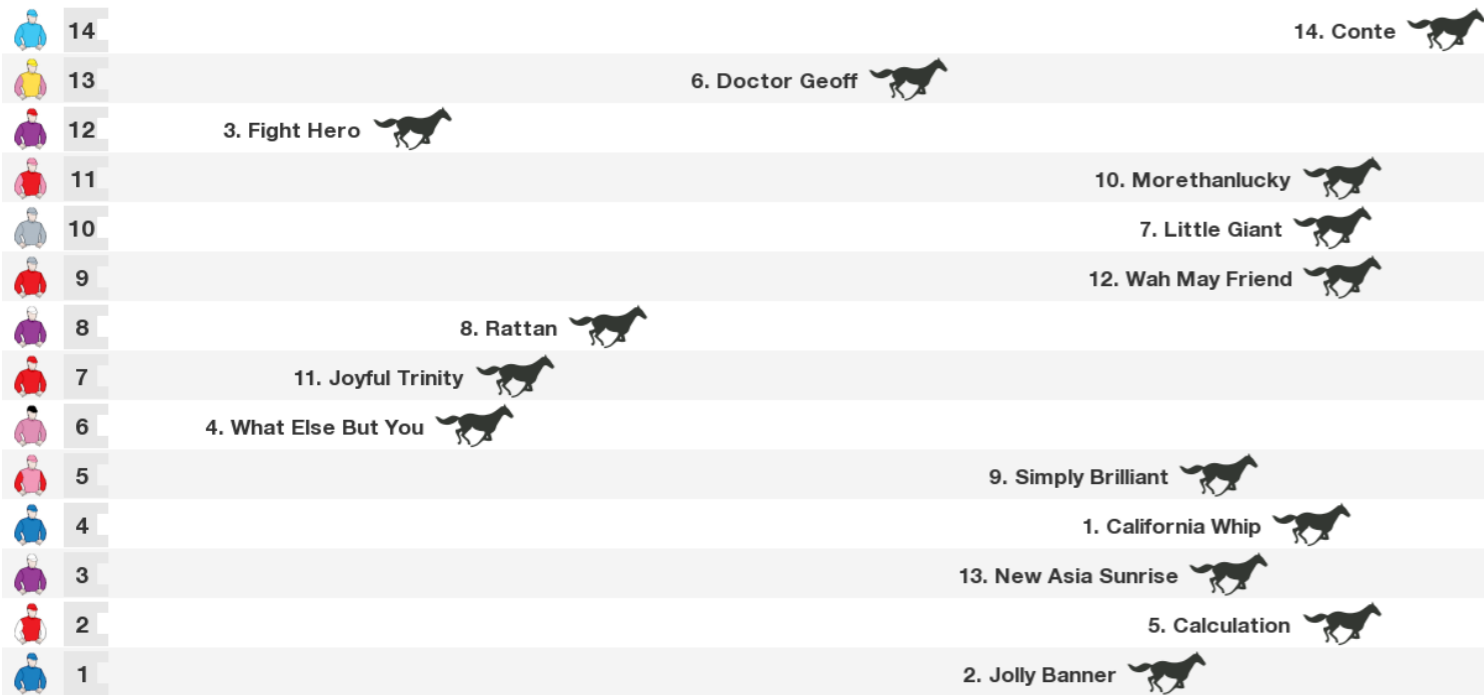 14 14. Conte
13 6. Doctor Geoff
12 3. Fight Hero
11 10. Morethanlucky
10 7. Little Giant
9 12. Wah May Friend
8 8. Rattan
7 11. Joyful Trinity
6 4. What Else But You
5 9. Simply Brilliant
4 1. California Whip
3 13. New Asia Sunrise
2 5. Calculation
1 2. Jolly Banner